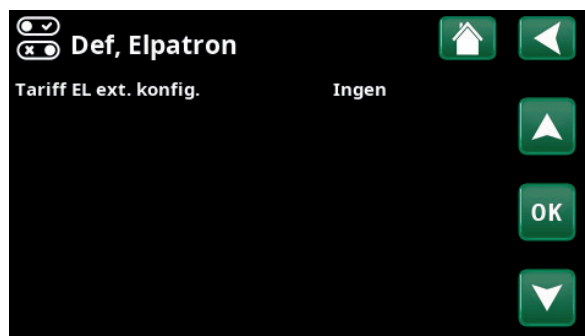 Def, Elpatron
Tariff EL ext. konfig. Ingen
OK